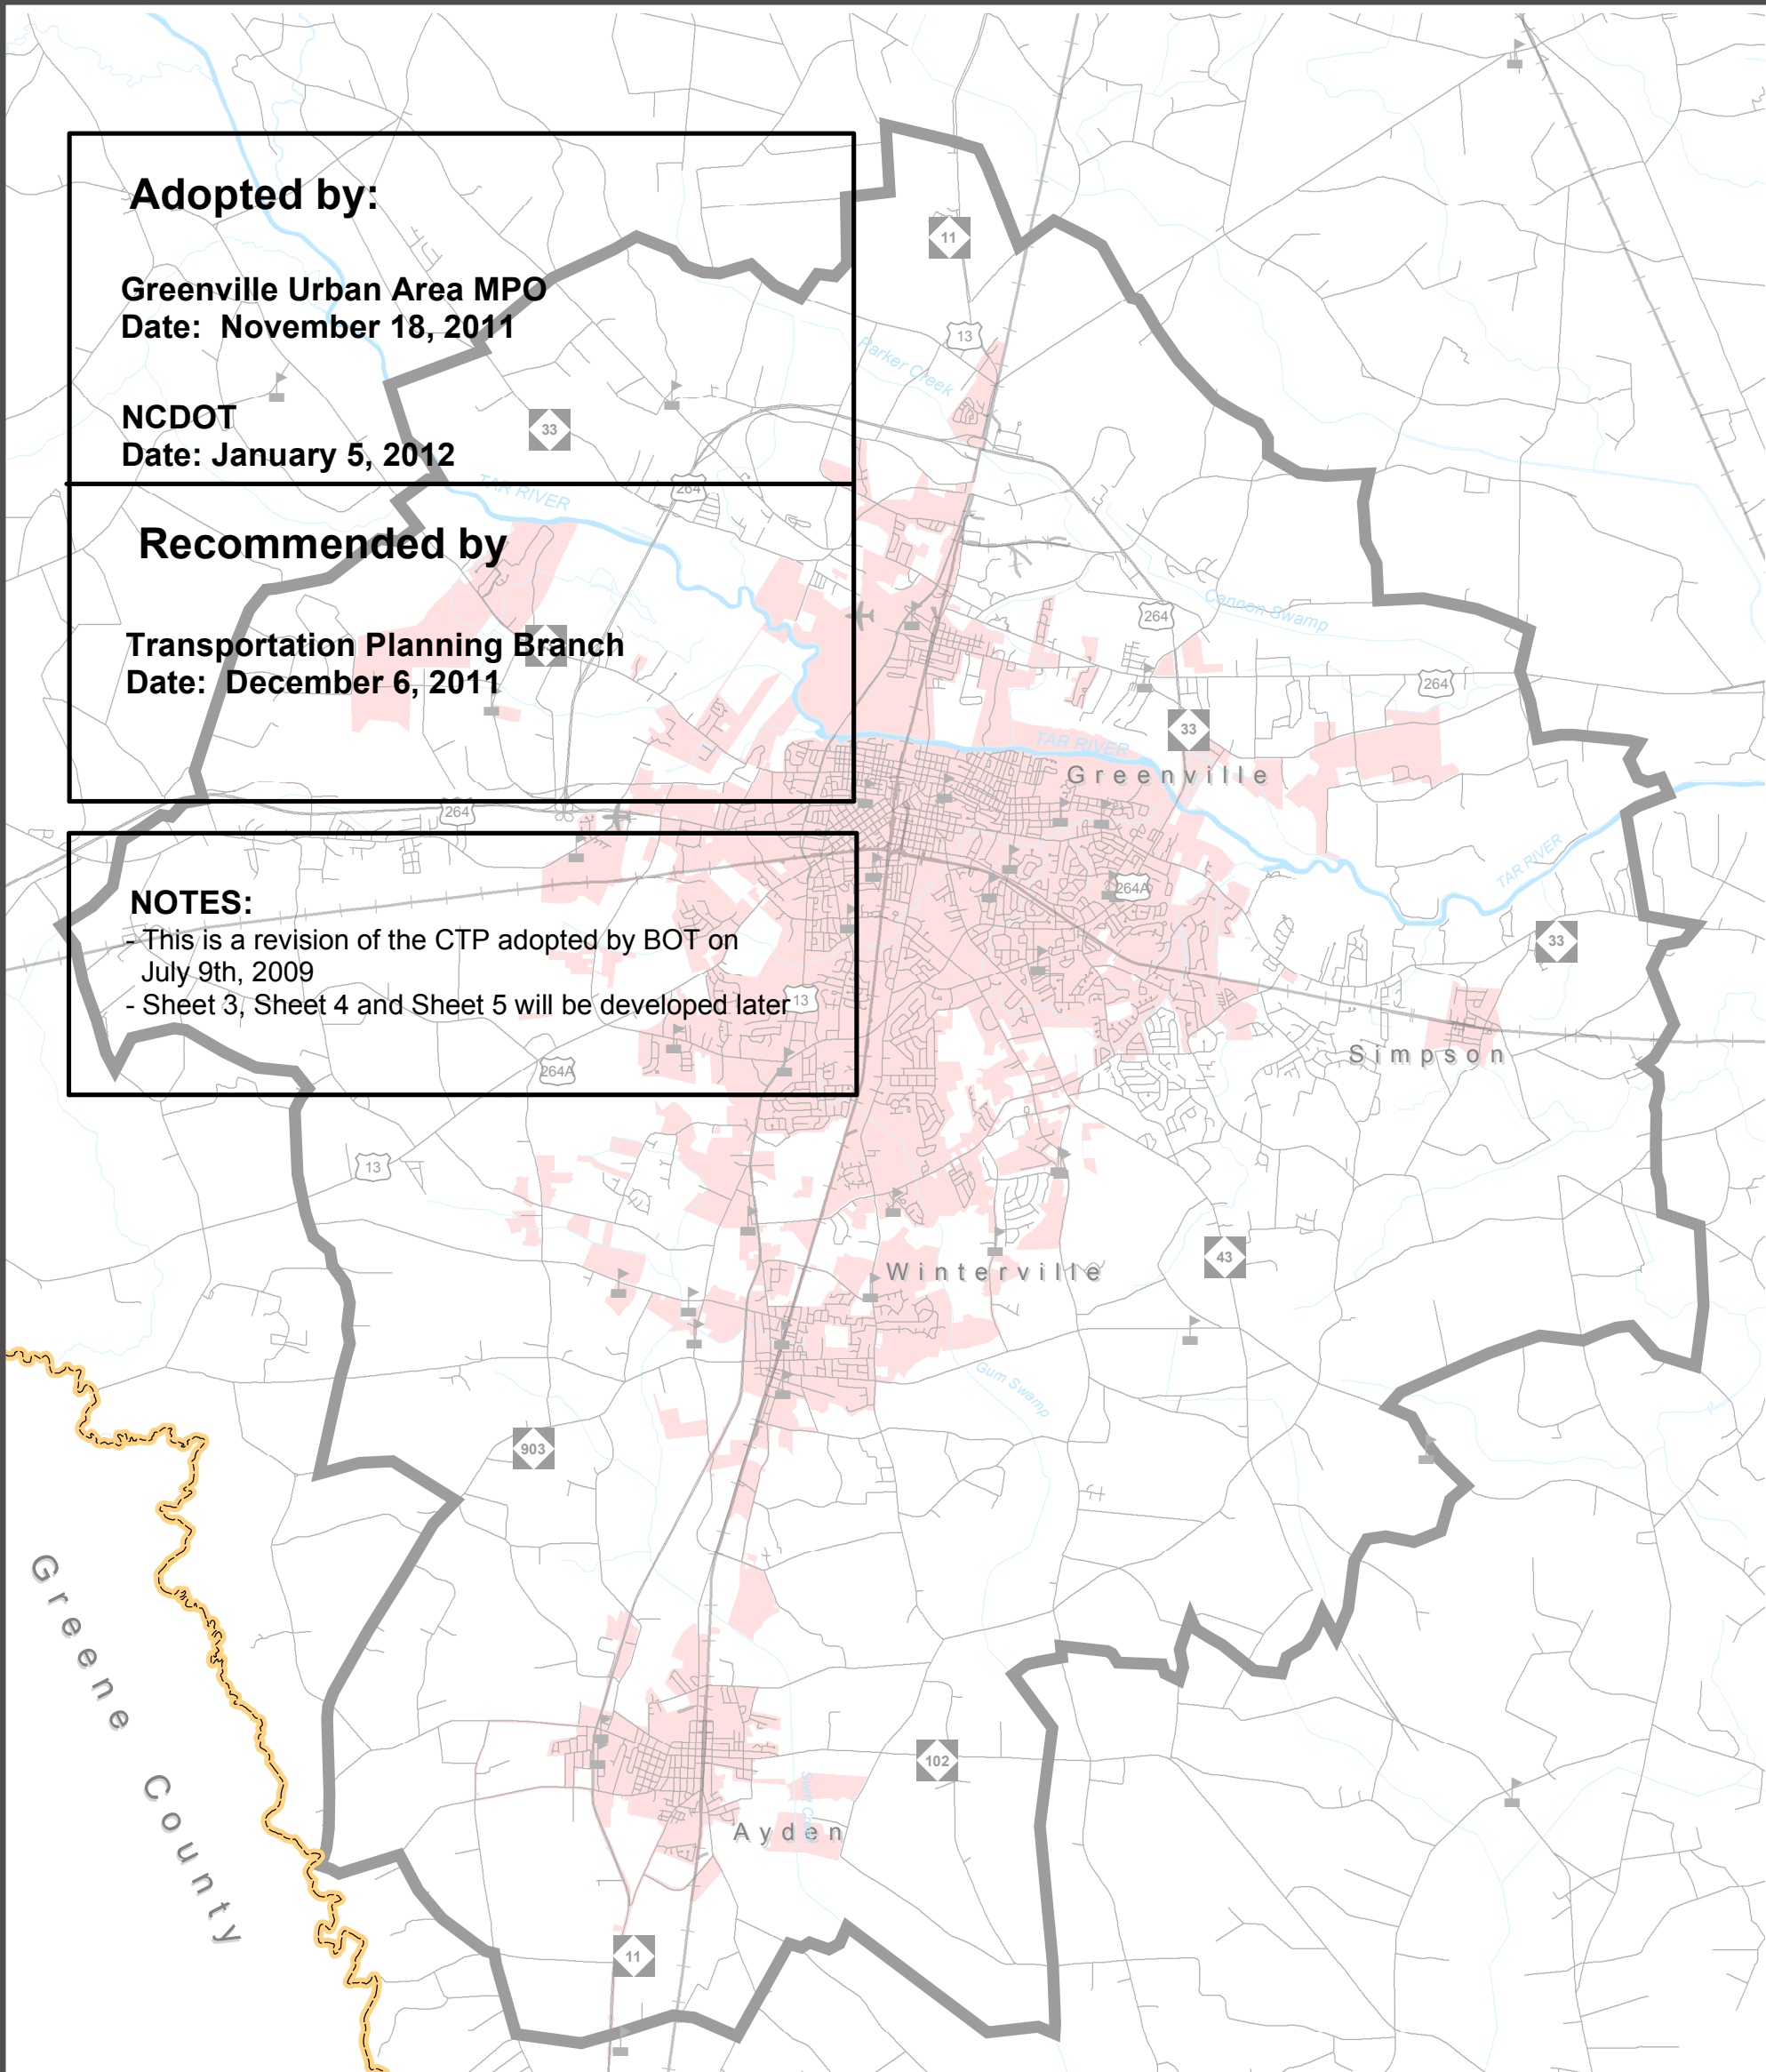 Adopted by:
Greenville Urban Area MPO
Date: November 18, 2011
NCDOT
Date: January 5, 2012
Recommended by
Transportation Planning Branch
Date: December 6, 2011
NOTES:
- This is a revision of the CTP adopted by BOT on
July 9th, 2009
- Sheet 3, Sheet 4 and Sheet 5 will be developed later
11
13
Parker Creek
33
264
TAR RIVER
264
Cannon Swamp
264
33
TAR RIVER
Greenville
264
264A
TAR RIVER
33
13
Simpson
264A
13
43
Winterville
Gum Swamp
903
Greene County
102
Swift Creek
Ayden
11